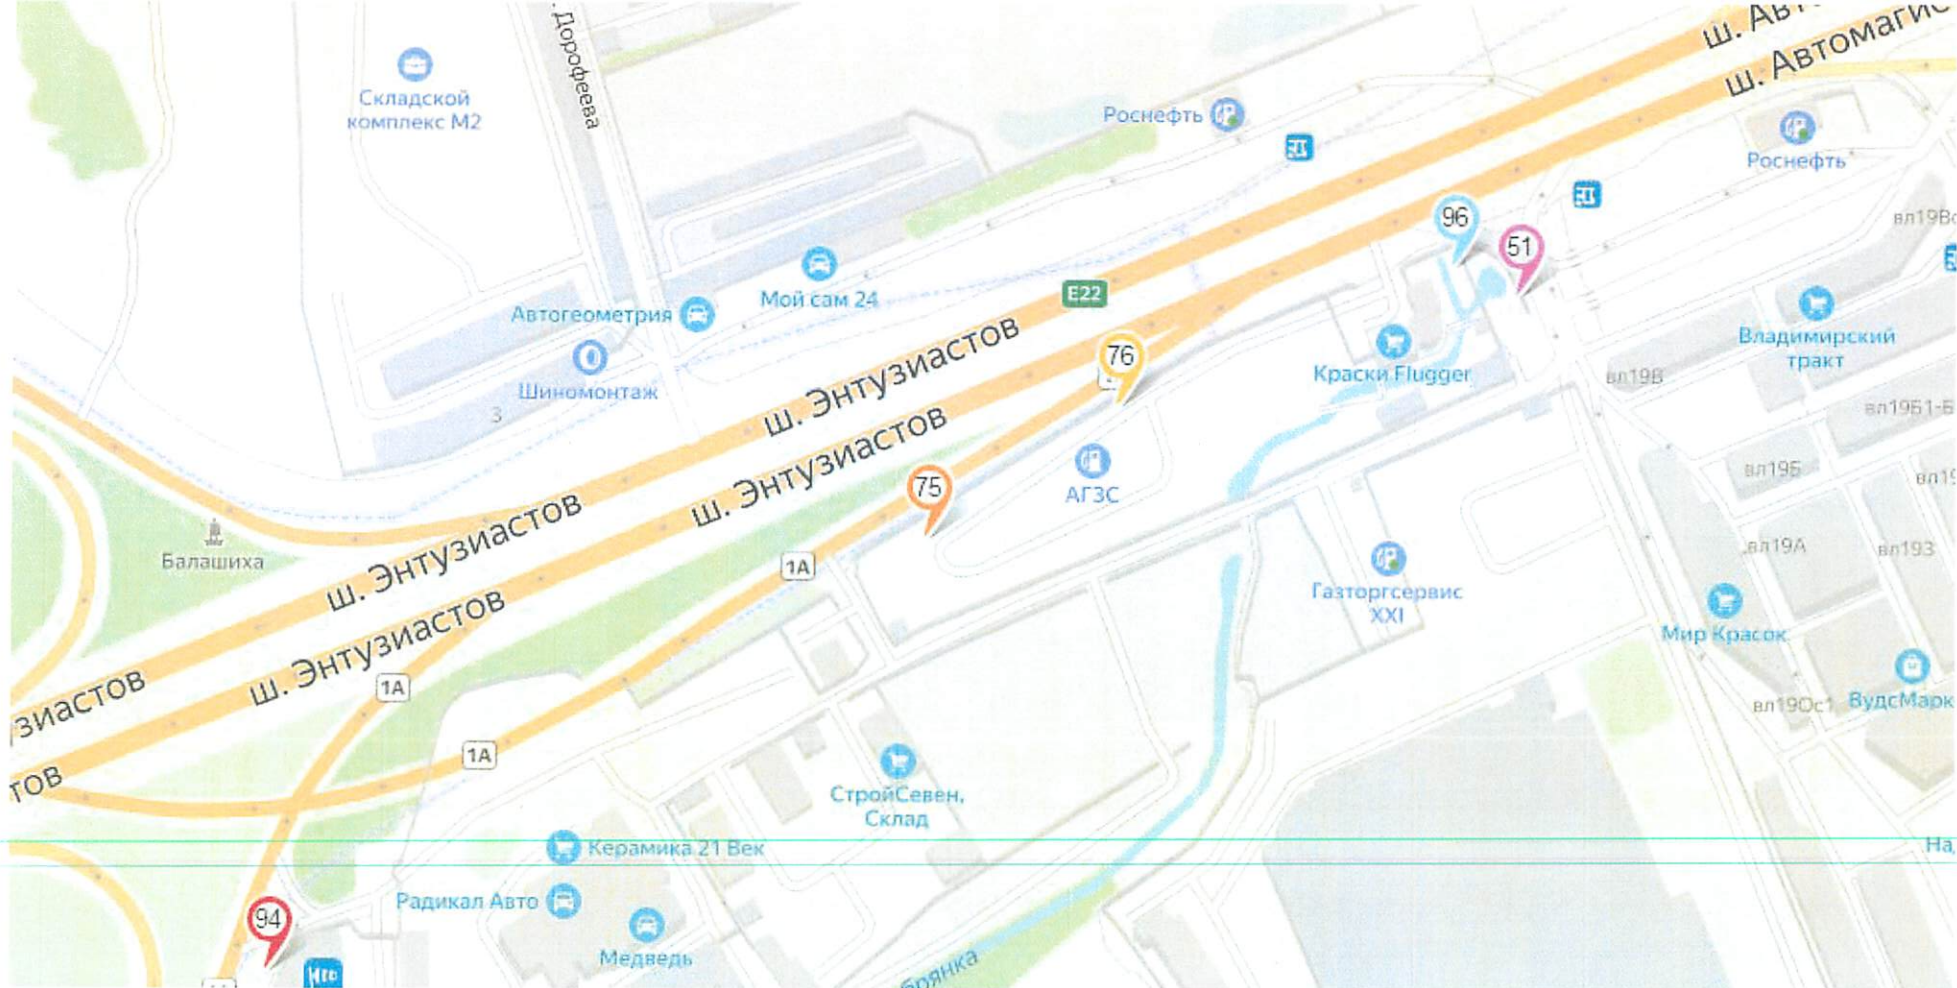 Дорофеева
ш. Автомагис
Складской
комплекс М2
Роснефть
Роснефть
вл19Вс
96
51
Мой сам 24
E22
Автогеометрия
Владимирский
тракт
Шиномонтаж
3
ш. Энтузиастов
76
Краски Flugger
вл19В
вл19Б1-Б
ш. Энтузиастов
вл19Б
75
АГЗС
ш. Энтузиастов
Балашиха
1А
вл19А
вл193
Газторгсервис
XXI
ш. Энтузиастов
1А
Мир Красок
зиастов
вл19Ос1
ВудсМарк
1А
тов
СтройСевен,
Склад
Керамика 21 Век
На
Радикал Авто
94
Медведь
брянка